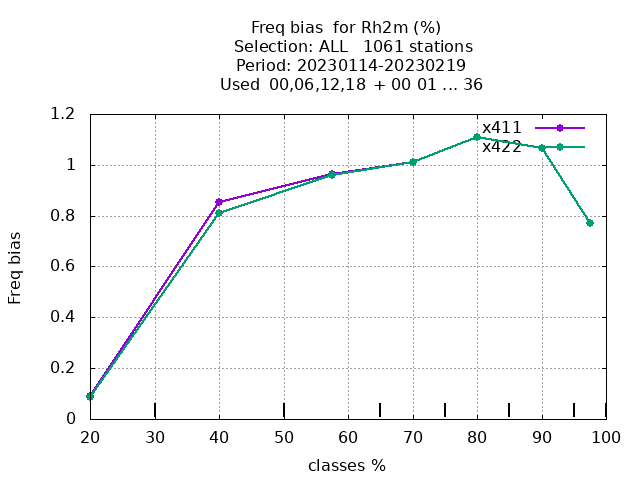 Freq bias  for Rh2m (%)
Selection: ALL   1061 stations
Period: 20230114-20230219
Used  00,06,12,18  + 00 01 ... 36
x411
x422
1.2
1
0.8
0.6
0.4
0.2
0
Freq bias
20 30 40 50 60 70 80 90 100
classes %